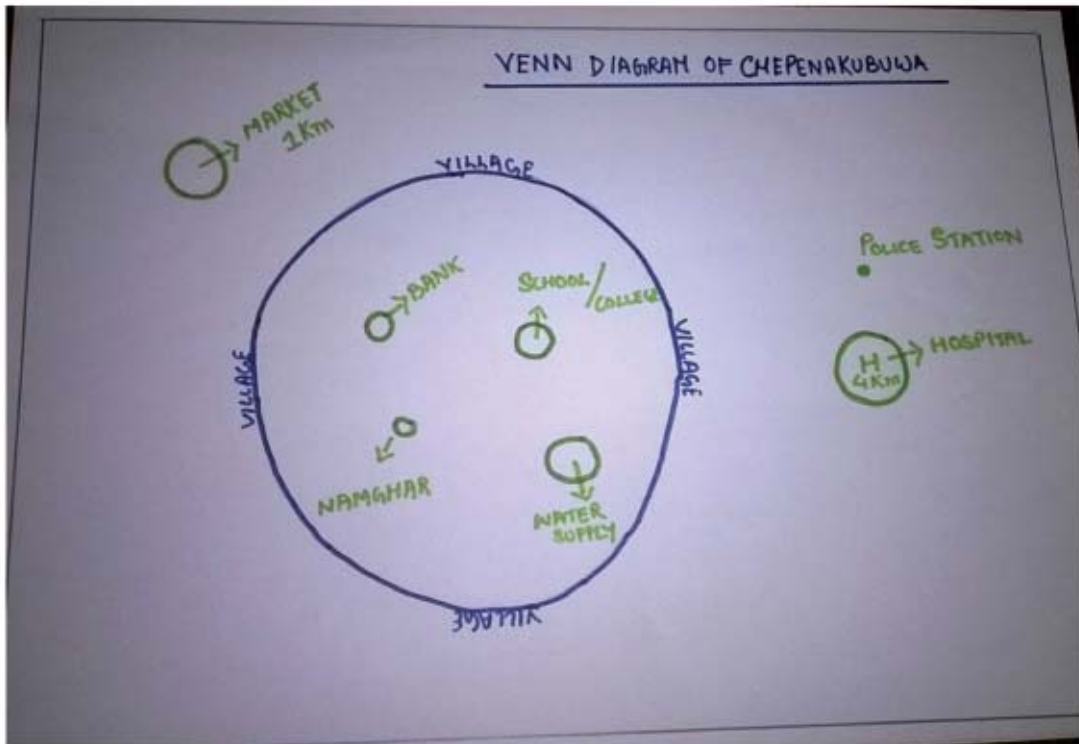 VENN DIAGRAM OF CHEPENAKUBUWA
MARKET
1Km
VILLAGE
POLICE STATION
BANK
SCHOOL/
COLLEGE
VILLAGE
VILLAGE
HOSPITAL
H
4Km
NAMGHAR
WATER
SUPPLY
VILLAGE